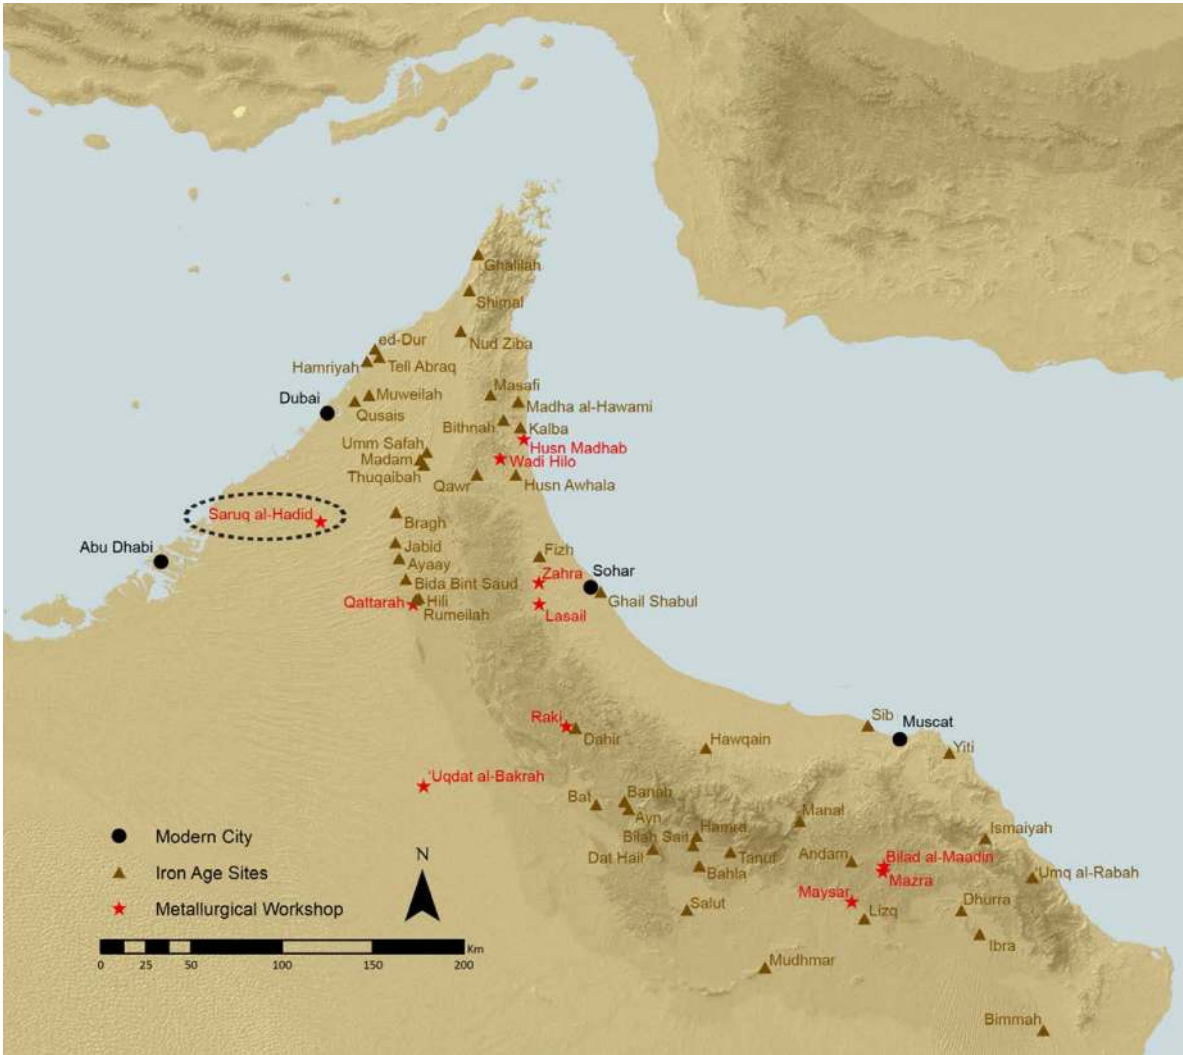 Ghalilah
Shimal
ed-Dur
Nud Ziba
Hamriyah
Tell Abraq
Masafi
Muweilah
Dubai
Madha al-Hawami
Qusais
Bithnah
Kalba
Umm Safah
Husn Madhab
Madam
Wadi Hilo
Thuqaibah
Qawr
Husn Awhala
Saruq al-Hadid
Bragh
Abu Dhabi
Jabid
Fizh
Ayaay
Sohar
Zahra
Bida Bint Saud
Qattarah
Hili
Ghail Shabul
Rumeilah
Lasail
Raki
Sib
Muscat
Dahir
Hawqain
Yiti
'Uqdat al-Bakrah
Bat
Banah
Ayn
Manal
Bilah Sait
Hamra
Ismaiyah
Dat Hail
Tanuf
Andam
Bilad al-Maadin
Bahla
Mazra
'Umq al-Rabah
Maysar
Salut
Lizq
Dhurra
Ibra
Mudhmar
Bimmah
Modern City
N
Iron Age Sites
Metallurgical Workshop
Km
0 25 50 100 150 200